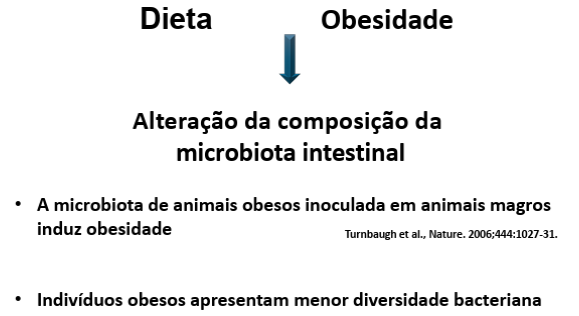 Dieta Obesidade
Alteração da composição da
microbiota intestinal
• A microbiota de animais obesos inoculada em animais magros
induz obesidade
Turnbaugh et al., Nature. 2006;444:1027-31.
• Indivíduos obesos apresentam menor diversidade bacteriana